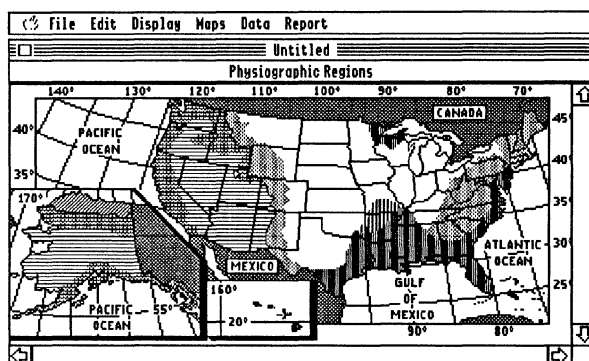 File Edit Display Maps Data Report
Untitled
Physiographic Regions
140° 130° 120° 110° 100° 90° 80° 70°
CANADA
45°
40°
PACIFIC
OCEAN
40°
35°
35°
170°
30°
ATLANTIC
OCEAN
MEXICO
25°
GULF
OF
MEXICO
160°
PACIFIC
OCEAN
55°
20°
90° 80°